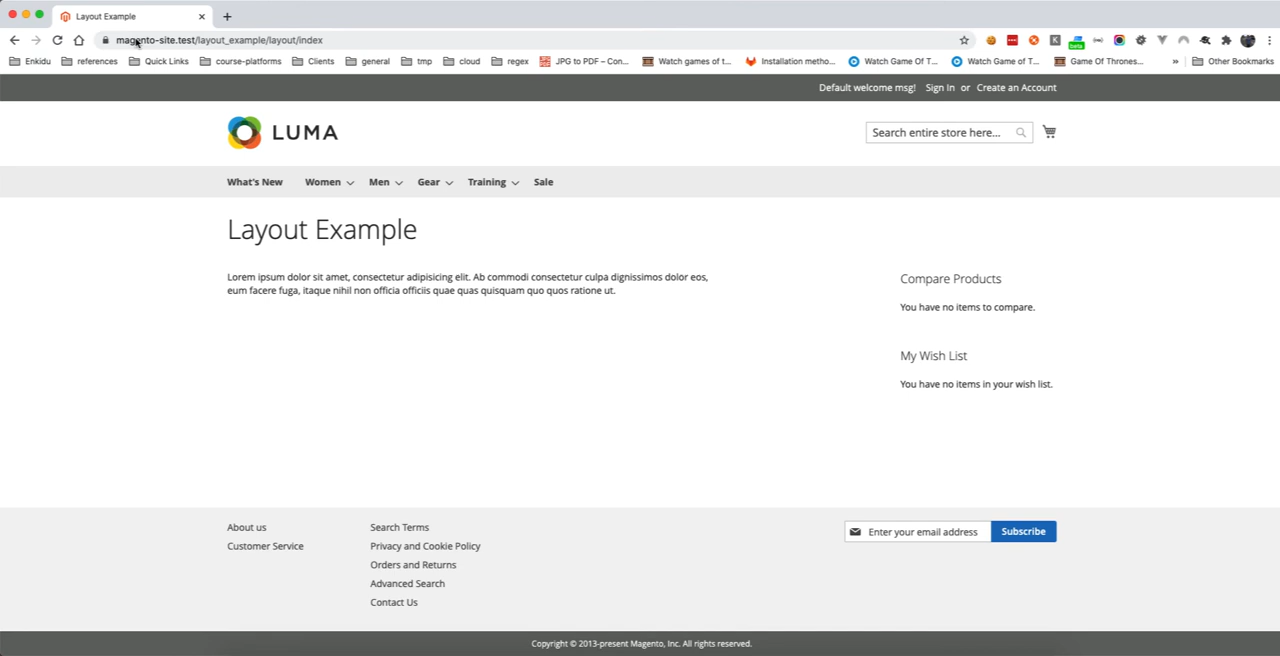 Layout Example
magento-site.test/layout_example/layout/index
Enkidu references Quick Links course-platforms Clients general tmp cloud regex JPG to PDF – Con... Watch games of t... Installation metho... Watch Game Of T... Watch Game of T... Game Of Thrones... » Other Bookmarks
beta
Default welcome msg! Sign In or Create an Account
LUMA
Search entire store here...
What's New Women Men Gear Training Sale
Layout Example
Lorem ipsum dolor sit amet, consectetur adipisicing elit. Ab commodi consectetur culpa dignissimos dolor eos,
eum facere fuga, itaque nihil non officia officiis quae quas quisquam quo quos ratione ut.
Compare Products
You have no items to compare.
My Wish List
You have no items in your wish list.
About us
Customer Service
Search Terms
Privacy and Cookie Policy
Orders and Returns
Advanced Search
Contact Us
Enter your email address Subscribe
Copyright © 2013-present Magento, Inc. All rights reserved.